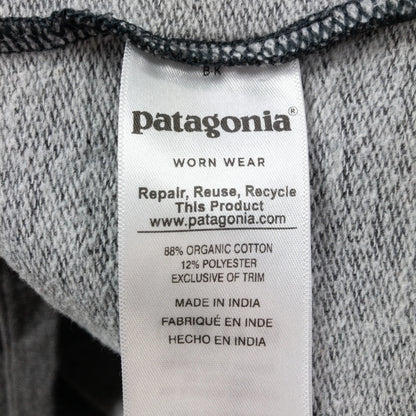 BK
patagonia®
WORN WEAR
Repair, Reuse, Recycle
This Product
www.patagonia.com
88% ORGANIC COTTON
12% POLYESTER
EXCLUSIVE OF TRIM
MADE IN INDIA
FABRIQUÉ EN INDE
HECHO EN INDIA